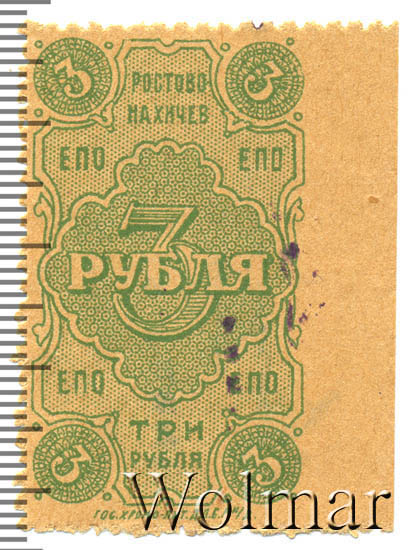 3 3
РОСТОВО
НАХИЧЕВ
ЕПО ЕПО
3
РУБЛЯ
ЕПО ЕПО
ТРИ
РУБЛЯ
3 3
Wolmar